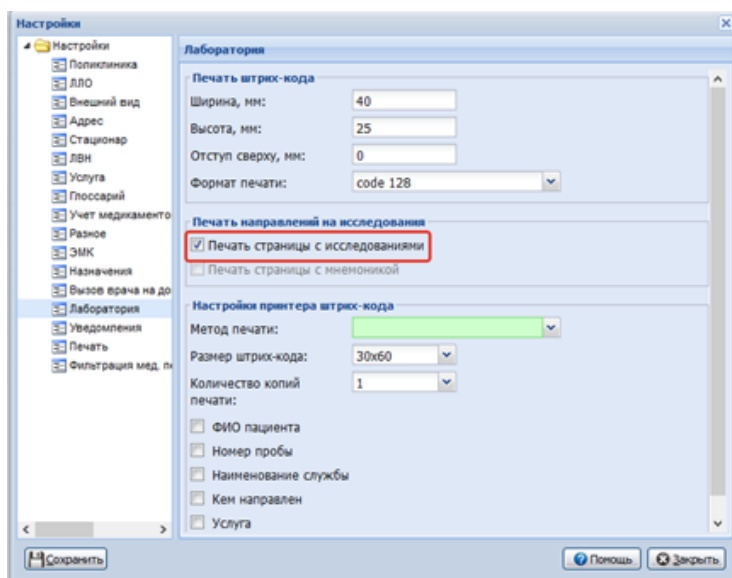 Настройки
Настройки
Поликлиника
ЛЛО
Внешний вид
Адрес
Стационар
ЛВН
Услуга
Глоссарий
Учет медикаменто
Разное
ЭМК
Назначения
Вызов врача на до
Лаборатория
Уведомления
Печать
Фильтрация мед. п
Лаборатория
Печать штрих-кода
Ширина, мм: 40
Высота, мм: 25
Отступ сверху, мм: 0
Формат печати: code 128
Печать направлений на исследования
Печать страницы с исследованиями
Печать страницы с мнемоникой
Настройки принтера штрих-кода
Метод печати:
Размер штрих-кода: 30x60
Количество копий 1
печати:
ФИО пациента
Номер пробы
Наименование службы
Кем направлен
Услуга
Сохранить
Помощь
Закрыть